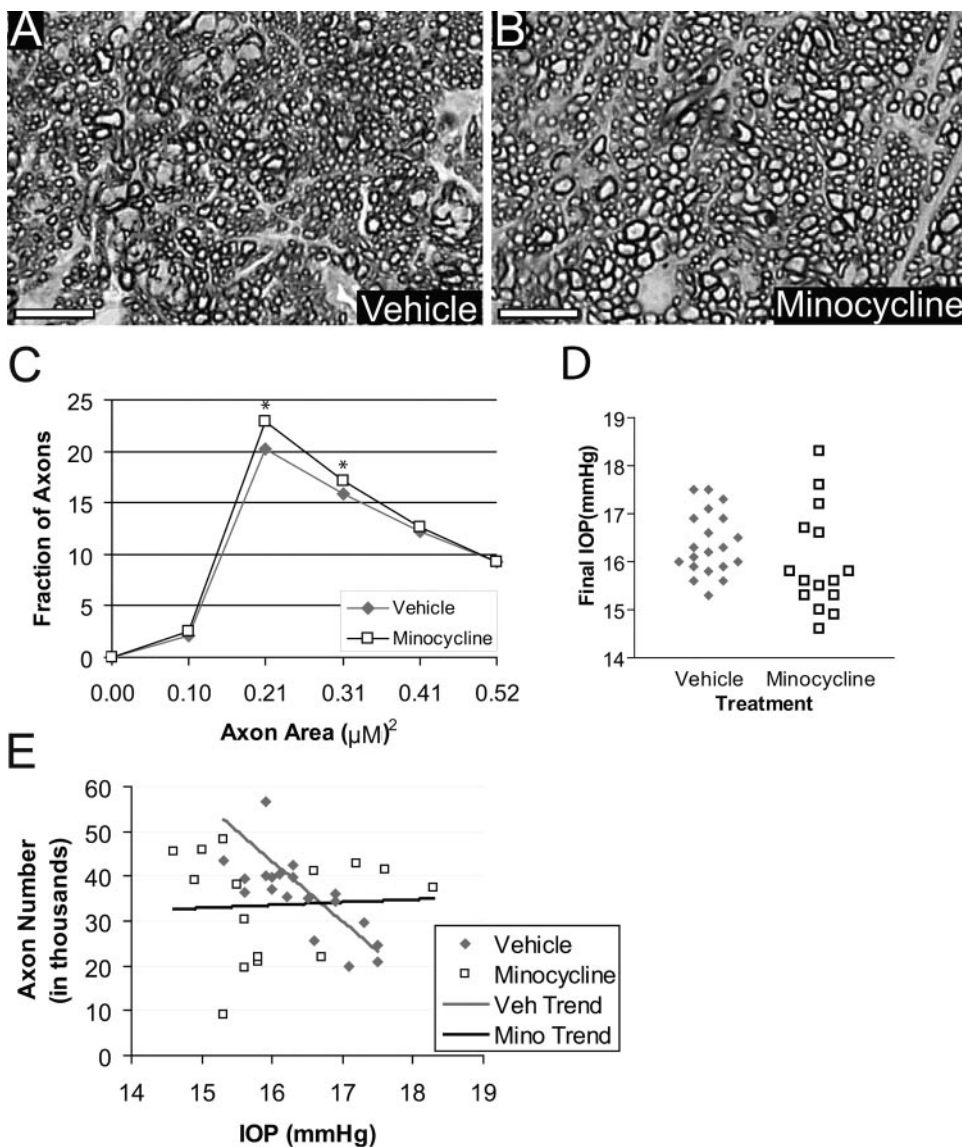 A
B
Vehicle
Minocycline
C
D
25
20
15
10
5
0
Fraction of Axons
*
*
Vehicle
Minocycline
0.00 0.10 0.21 0.31 0.41 0.52
Axon Area (µM)²
19
18
17
16
15
14
Final IOP(mmHg)
Vehicle Minocycline
Treatment
E
60
50
40
30
20
10
0
Axon Number
(in thousands)
Vehicle
Minocycline
Veh Trend
Mino Trend
14 15 16 17 18 19
IOP (mmHg)